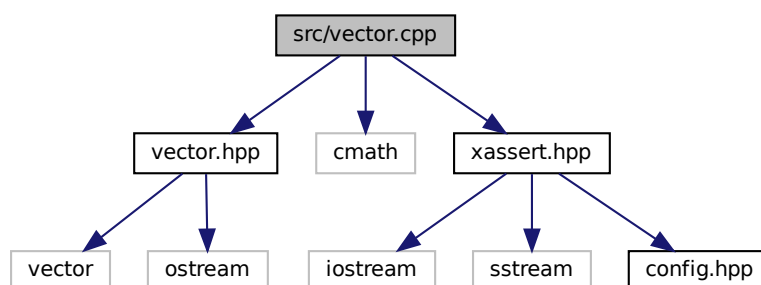 src/vector.cpp
vector.hpp
cmath
xassert.hpp
vector
ostream
iostream
sstream
config.hpp